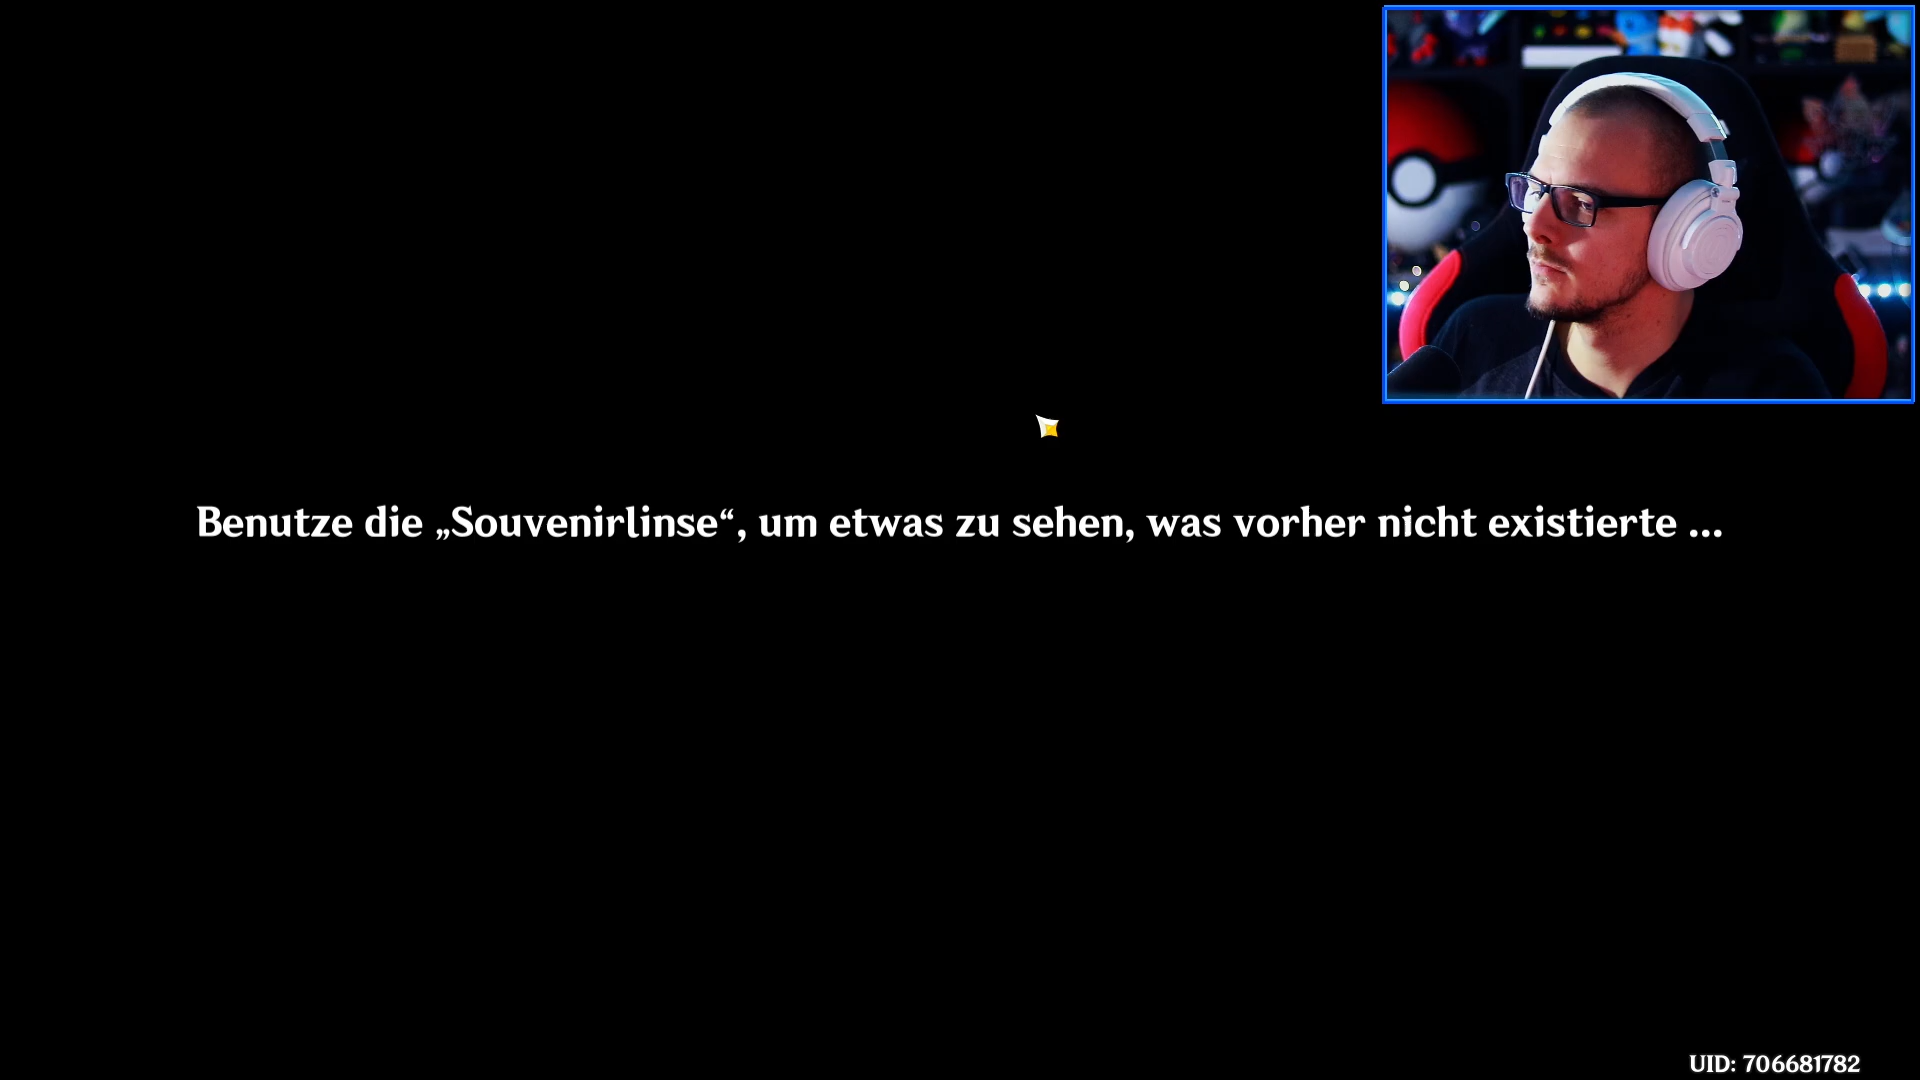 Benutze die „Souvenirlinse“, um etwas zu sehen, was vorher nicht existierte ...
UID: 706681782